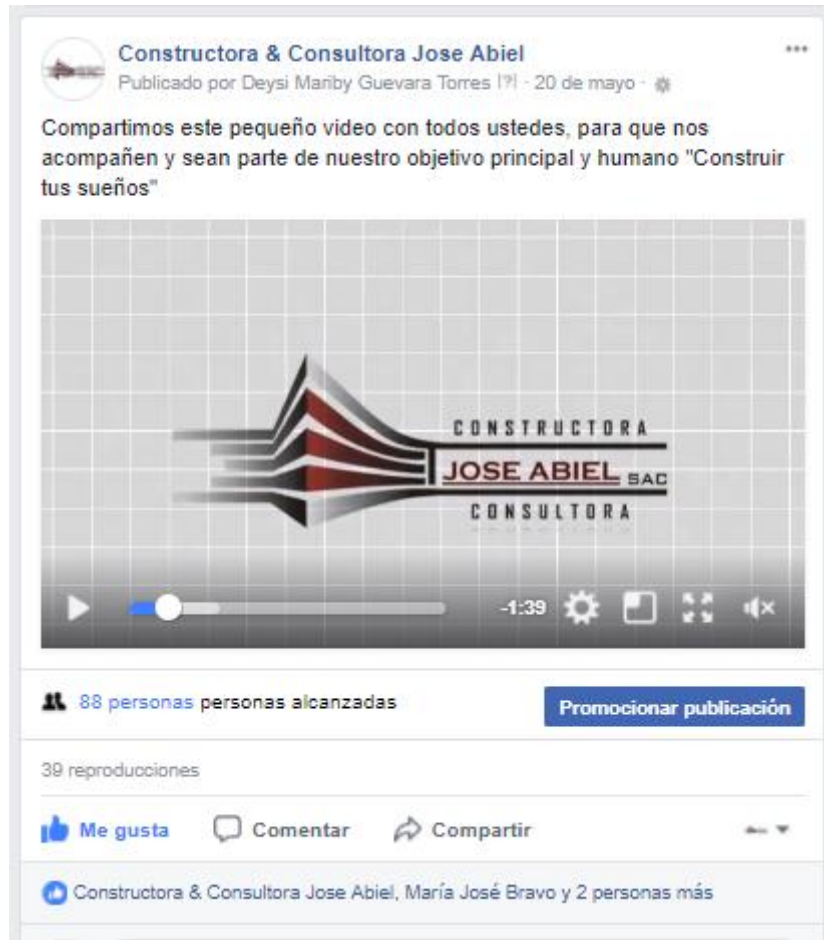 Constructora & Consultora Jose Abiel
Publicado por Deysi Mariby Guevara Torres [?] · 20 de mayo ·
Compartimos este pequeño video con todos ustedes, para que nos
acompañen y sean parte de nuestro objetivo principal y humano "Construir
tus sueños"
CONSTRUCTORA
JOSE ABIEL SAC
CONSULTORA
-1:39
88 personas personas alcanzadas
Promocionar publicación
39 reproducciones
Me gusta Comentar Compartir
Constructora & Consultora Jose Abiel, María José Bravo y 2 personas más